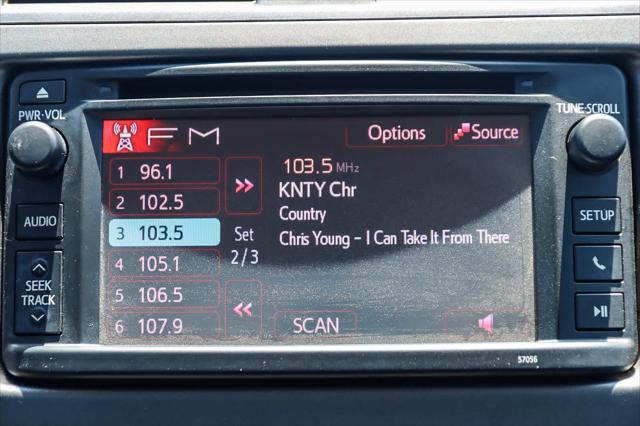 PWR·VOL
AUDIO
SEEK
TRACK
FM
Options
Source
1 96.1
2 102.5
3 103.5
4 105.1
5 106.5
6 107.9
Set
2/3
103.5 MHz
KNTY Chr
Country
Chris Young – I Can Take It From There
SCAN
TUNE·SCROLL
SETUP
57056